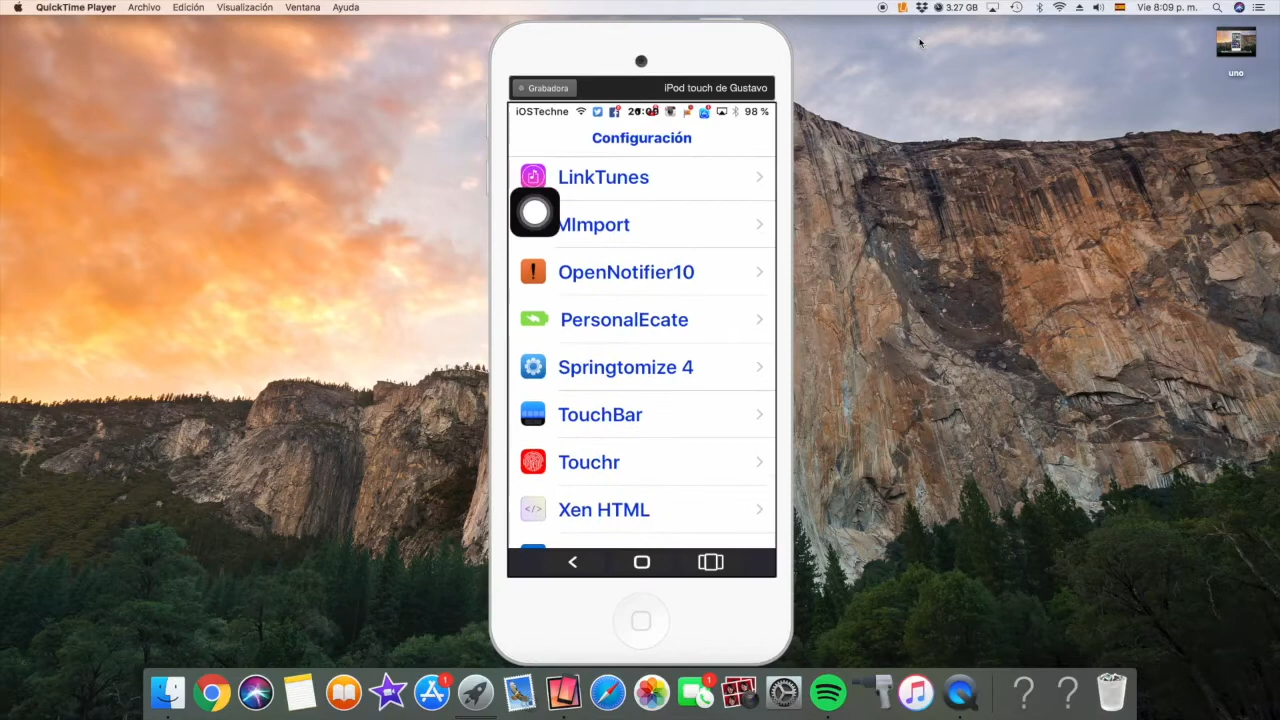 QuickTime Player Archivo Edición Visualización Ventana Ayuda 3.27 GB Vie 8:09 p. m.
uno
Grabadora iPod touch de Gustavo
iOSTechne 98 %
Configuración
LinkTunes
MImport
OpenNotifier10
PersonalEcate
Springtomize 4
TouchBar
Touchr
</> Xen HTML